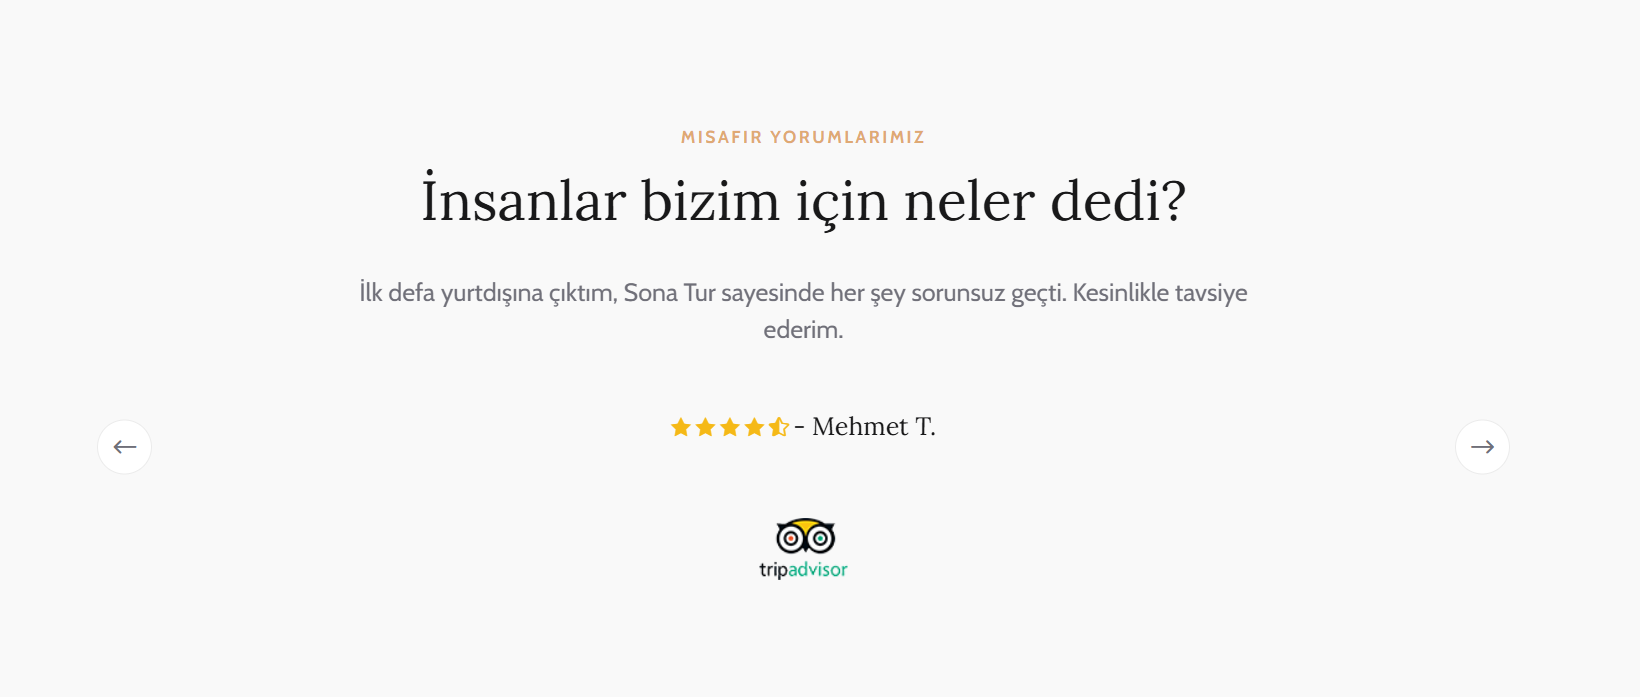 MISAFIR YORUMLARIMIZ
İnsanlar bizim için neler dedi?
İlk defa yurtdışına çıktım, Sona Tur sayesinde her şey sorunsuz geçti. Kesinlikle tavsiye
ederim.
- Mehmet T.
tripadvisor